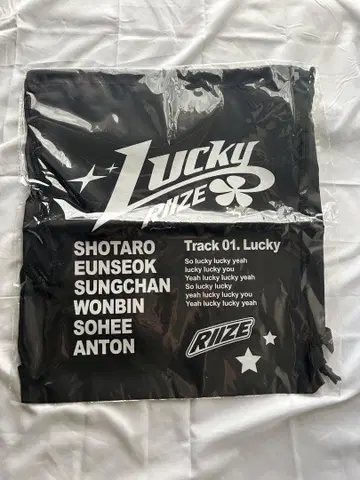 Lucky
RIIZE
SHOTARO
EUNSEOK
SUNGCHAN
WONBIN
SOHEE
ANTON
Track 01. Lucky
So lucky lucky yeah
lucky lucky you
Yeah lucky lucky yeah
So lucky lucky
yeah lucky lucky you
Yeah lucky lucky yeah
RIIZE